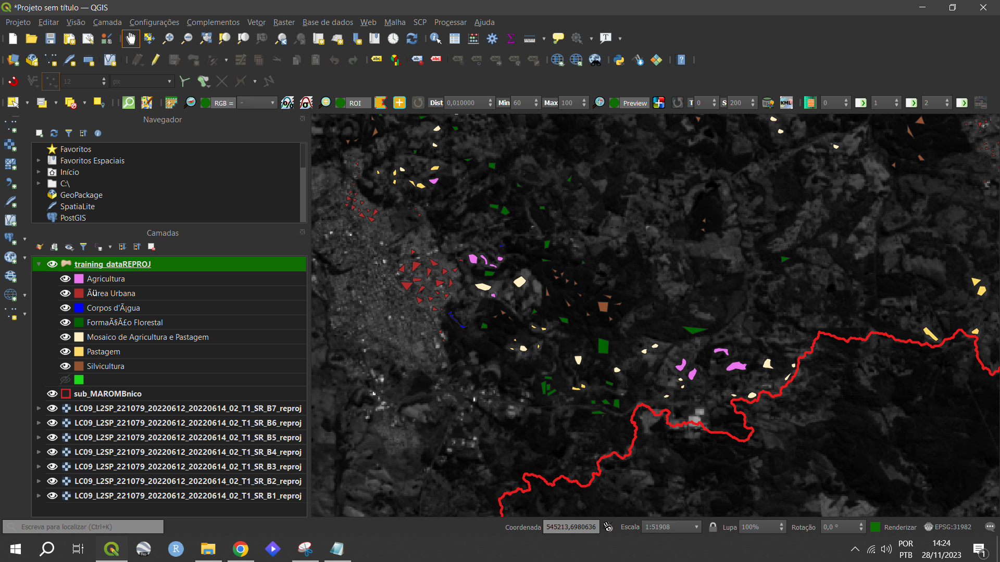 *Projeto sem título — QGIS
Projeto Editar Visão Camada Configurações Complementos Vetor Raster Base de dados Web Malha SCP Processar Ajuda
12 px
RGB = - ROI Dist 0,010000 Min 60 Max 100 Preview T 0 S 200 KML 0 1 2
Navegador
Favoritos
Favoritos Espaciais
Início
C:\
GeoPackage
SpatiaLite
PostGIS
Camadas
training_dataREPROJ
Agricultura
Ãürea Urbana
Corpos d'Ã¡gua
FormaÃ§Ã£o Florestal
Mosaico de Agricultura e Pastagem
Pastagem
Silvicultura
sub_MAROMBnico
LC09_L2SP_221079_20220612_20220614_02_T1_SR_B7_reproj
LC09_L2SP_221079_20220612_20220614_02_T1_SR_B6_reproj
LC09_L2SP_221079_20220612_20220614_02_T1_SR_B5_reproj
LC09_L2SP_221079_20220612_20220614_02_T1_SR_B4_reproj
LC09_L2SP_221079_20220612_20220614_02_T1_SR_B3_reproj
LC09_L2SP_221079_20220612_20220614_02_T1_SR_B2_reproj
LC09_L2SP_221079_20220612_20220614_02_T1_SR_B1_reproj
Escreva para localizar (Ctrl+K) Coordenada 545213,6980636 Escala 1:51908 Lupa 100% Rotação 0,0 ° Renderizar EPSG:31982
POR 14:24
PTB 28/11/2023 1